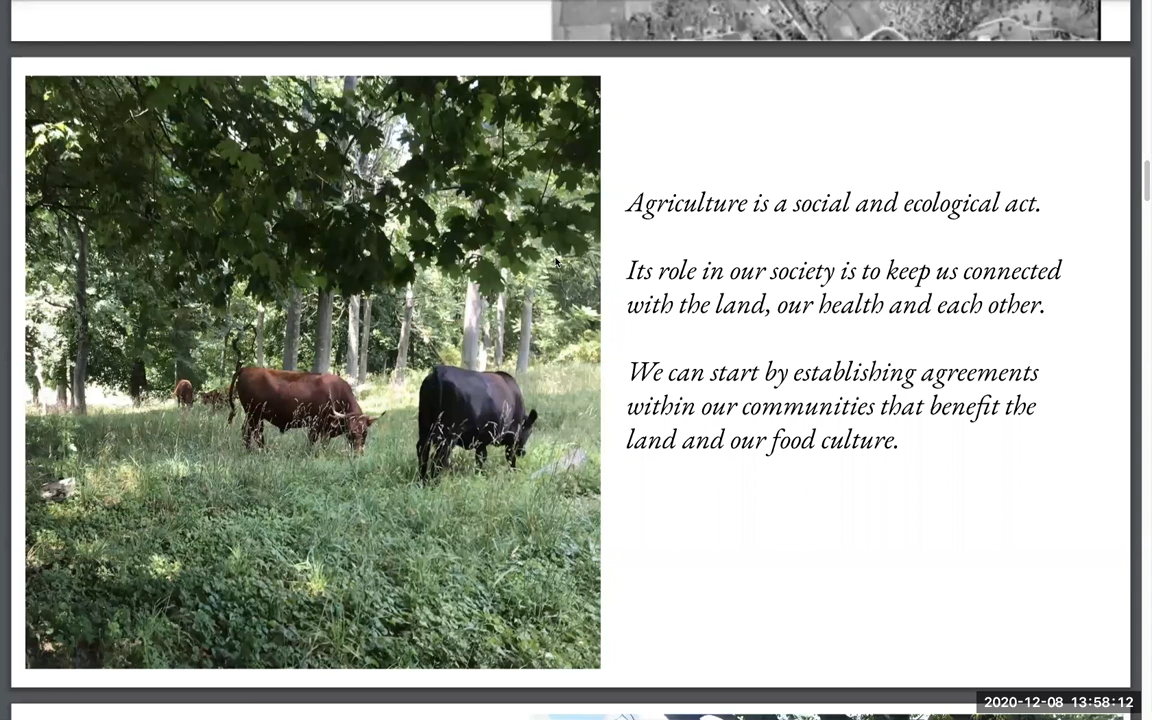 Agriculture is a social and ecological act.
Its role in our society is to keep us connected
with the land, our health and each other.
We can start by establishing agreements
within our communities that benefit the
land and our food culture.
2020-12-08 13:58:12